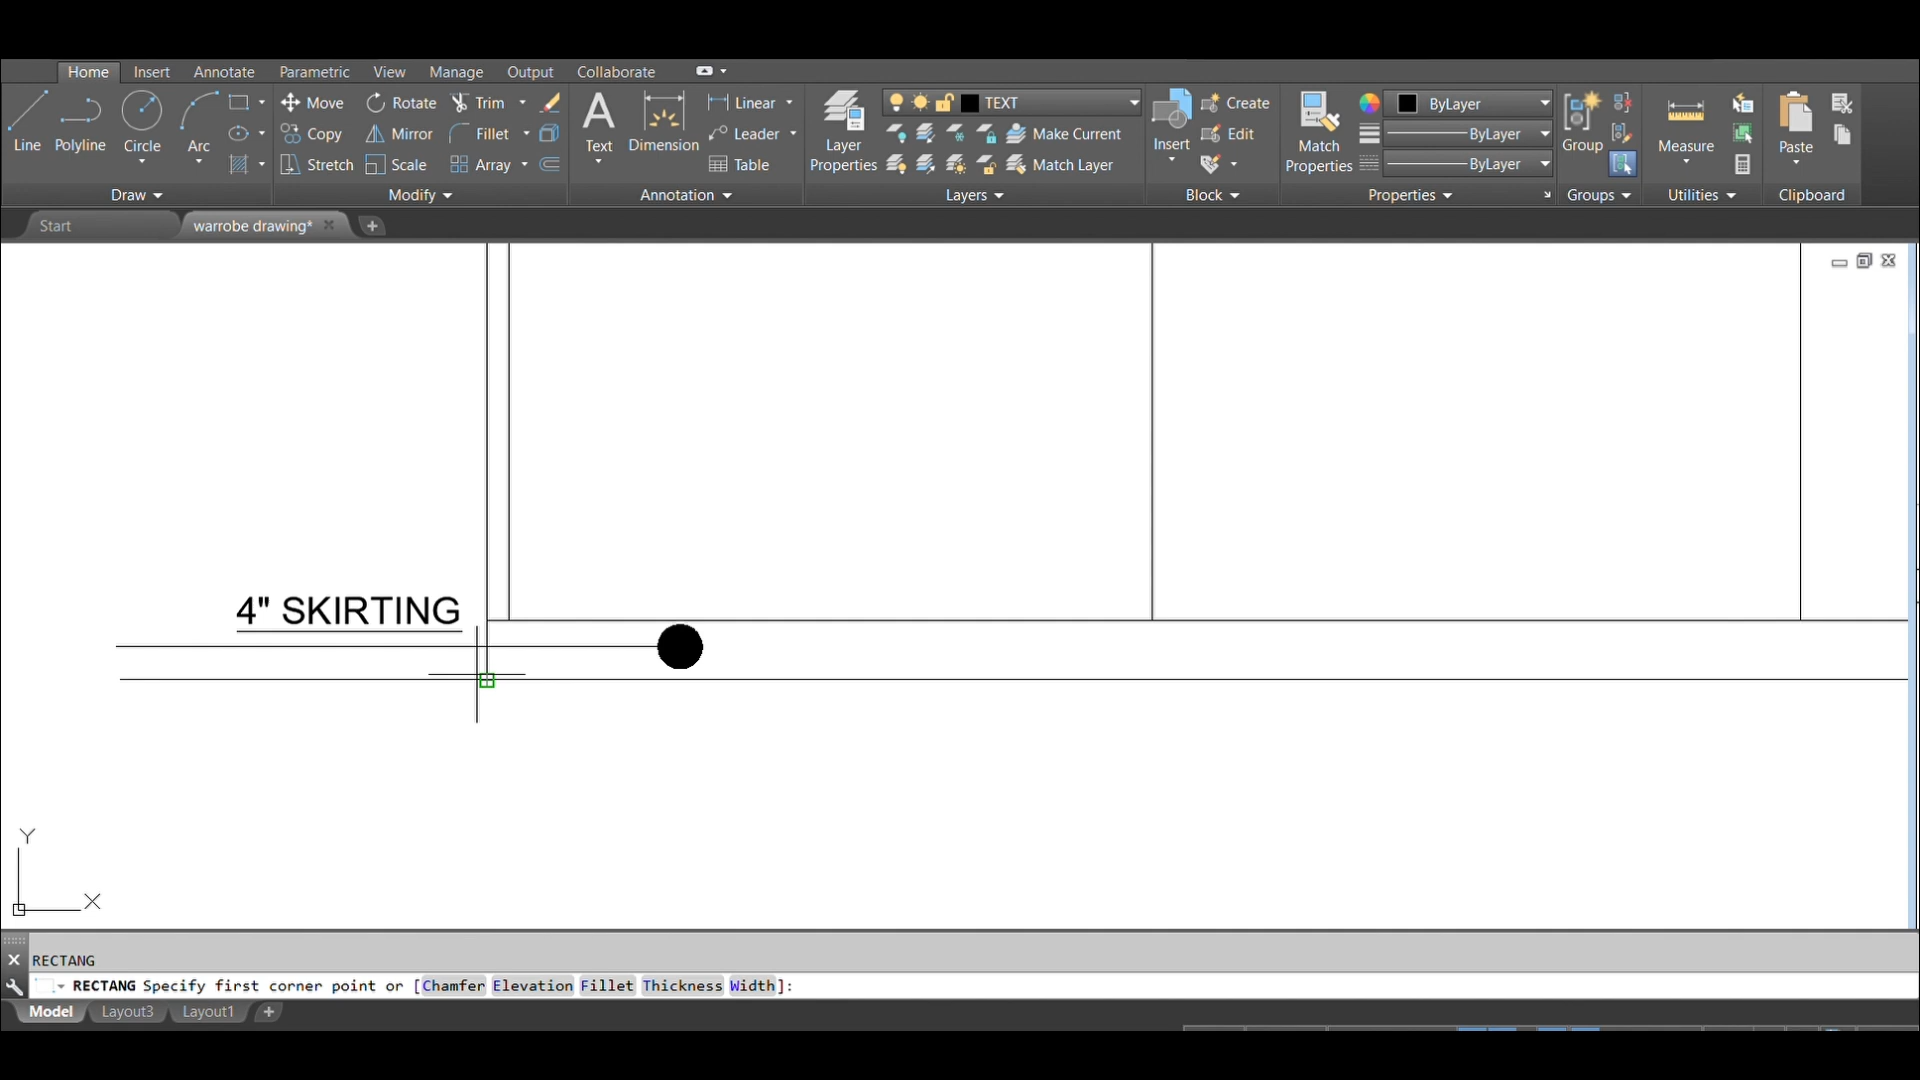 Home Insert Annotate Parametric View Manage Output Collaborate
Line Polyline Circle Arc
Move Rotate Trim
Copy Mirror Fillet
Stretch Scale Array
Text Dimension
Linear
Leader
Table
Layer Properties
TEXT
Make Current
Match Layer
Insert
Create
Edit
Match Properties
ByLayer
ByLayer
ByLayer
Group
Measure
Paste
Draw Modify Annotation Layers Block Properties Groups Utilities Clipboard
Start warrobe drawing*
4" SKIRTING
Y
X
RECTANG
RECTANG Specify first corner point or [Chamfer Elevation Fillet Thickness Width]:
Model Layout3 Layout1